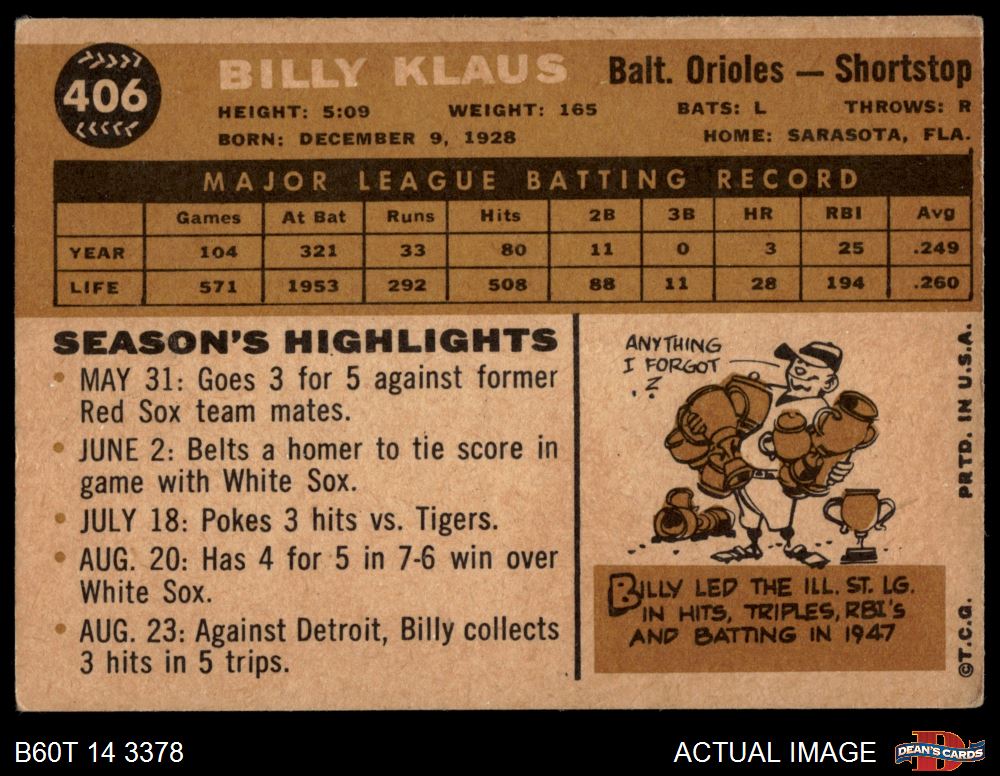 406
BILLY KLAUS
Balt. Orioles — Shortstop
HEIGHT: 5:09 WEIGHT: 165 BATS: L THROWS: R
BORN: DECEMBER 9, 1928 HOME: SARASOTA, FLA.
MAJOR LEAGUE BATTING RECORD
Games At Bat Runs Hits 2B 3B HR RBI Avg
YEAR 104 321 33 80 11 0 3 25 .249
LIFE 571 1953 292 508 88 11 28 194 .260
SEASON'S HIGHLIGHTS
• MAY 31: Goes 3 for 5 against former
Red Sox team mates.
• JUNE 2: Belts a homer to tie score in
game with White Sox.
• JULY 18: Pokes 3 hits vs. Tigers.
• AUG. 20: Has 4 for 5 in 7-6 win over
White Sox.
• AUG. 23: Against Detroit, Billy collects
3 hits in 5 trips.
ANYTHING
I FORGOT
?
BILLY LED THE ILL. ST. LG.
IN HITS, TRIPLES, RBI'S
AND BATTING IN 1947
PRTD. IN U.S.A.
©T.C.G.
B60T 14 3378
ACTUAL IMAGE
DEAN'S CARDS